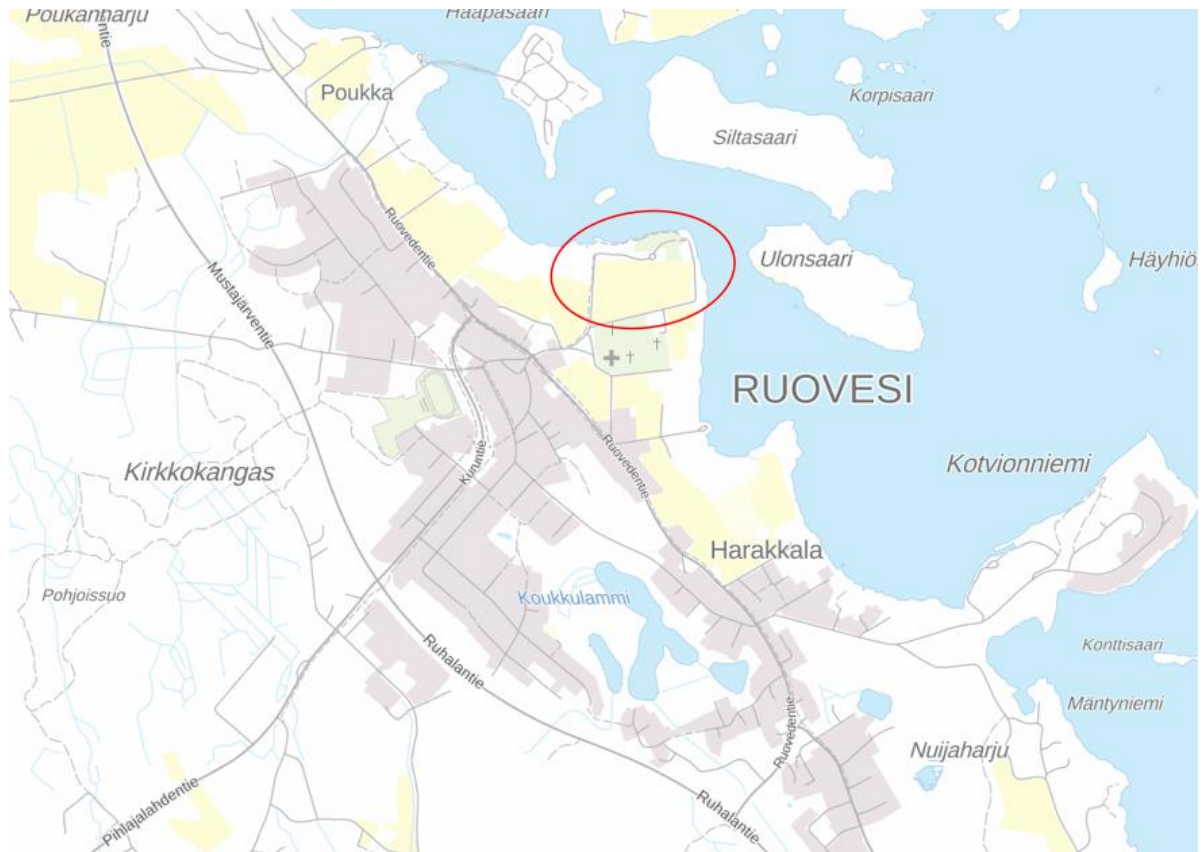 Poukanharju
Haapasaari
Poukka
Korpisaari
Siltasaari
Ruovedentie
Ulonsaari
Mustajärventie
RUOVESI
Kirkkokangas
Kuruntie
Ruovedentie
Kotvionniemi
Harakkala
Pohjoissuo
Koukkulammi
Ruhalantie
Konttisaari
Mäntyniemi
Ruovedentie
Nuijaharju
Pihlajalahdentie
Ruhalantie